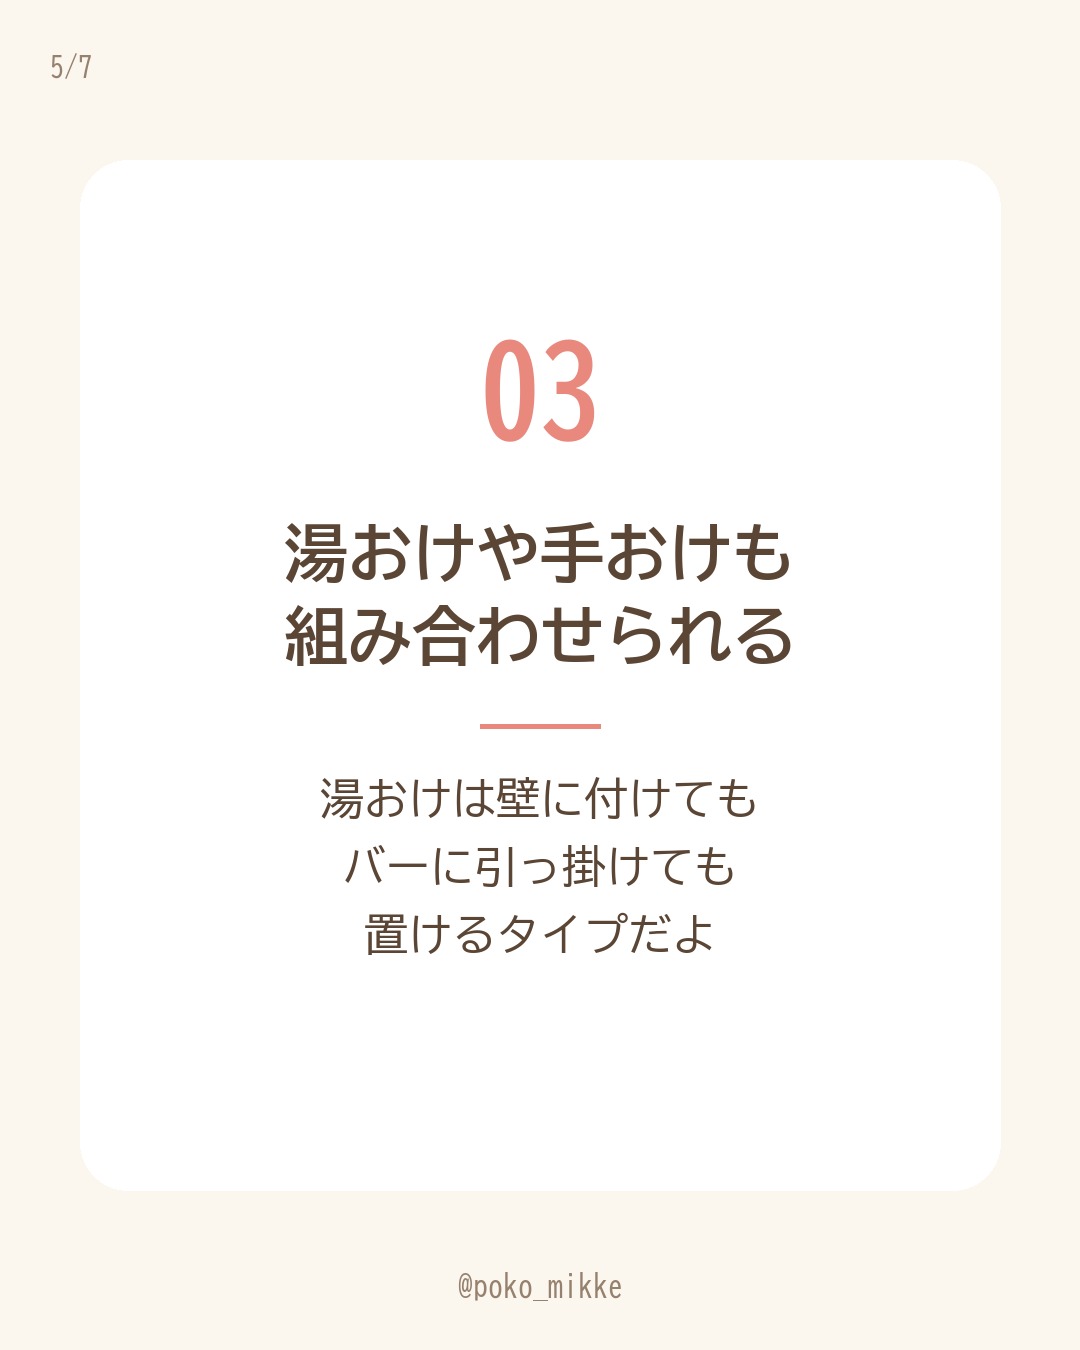 5/7
03
湯おけや手おけも
組み合わせられる
湯おけは壁に付けても
バーに引っ掛けても
置けるタイプだよ
@poko_mikke